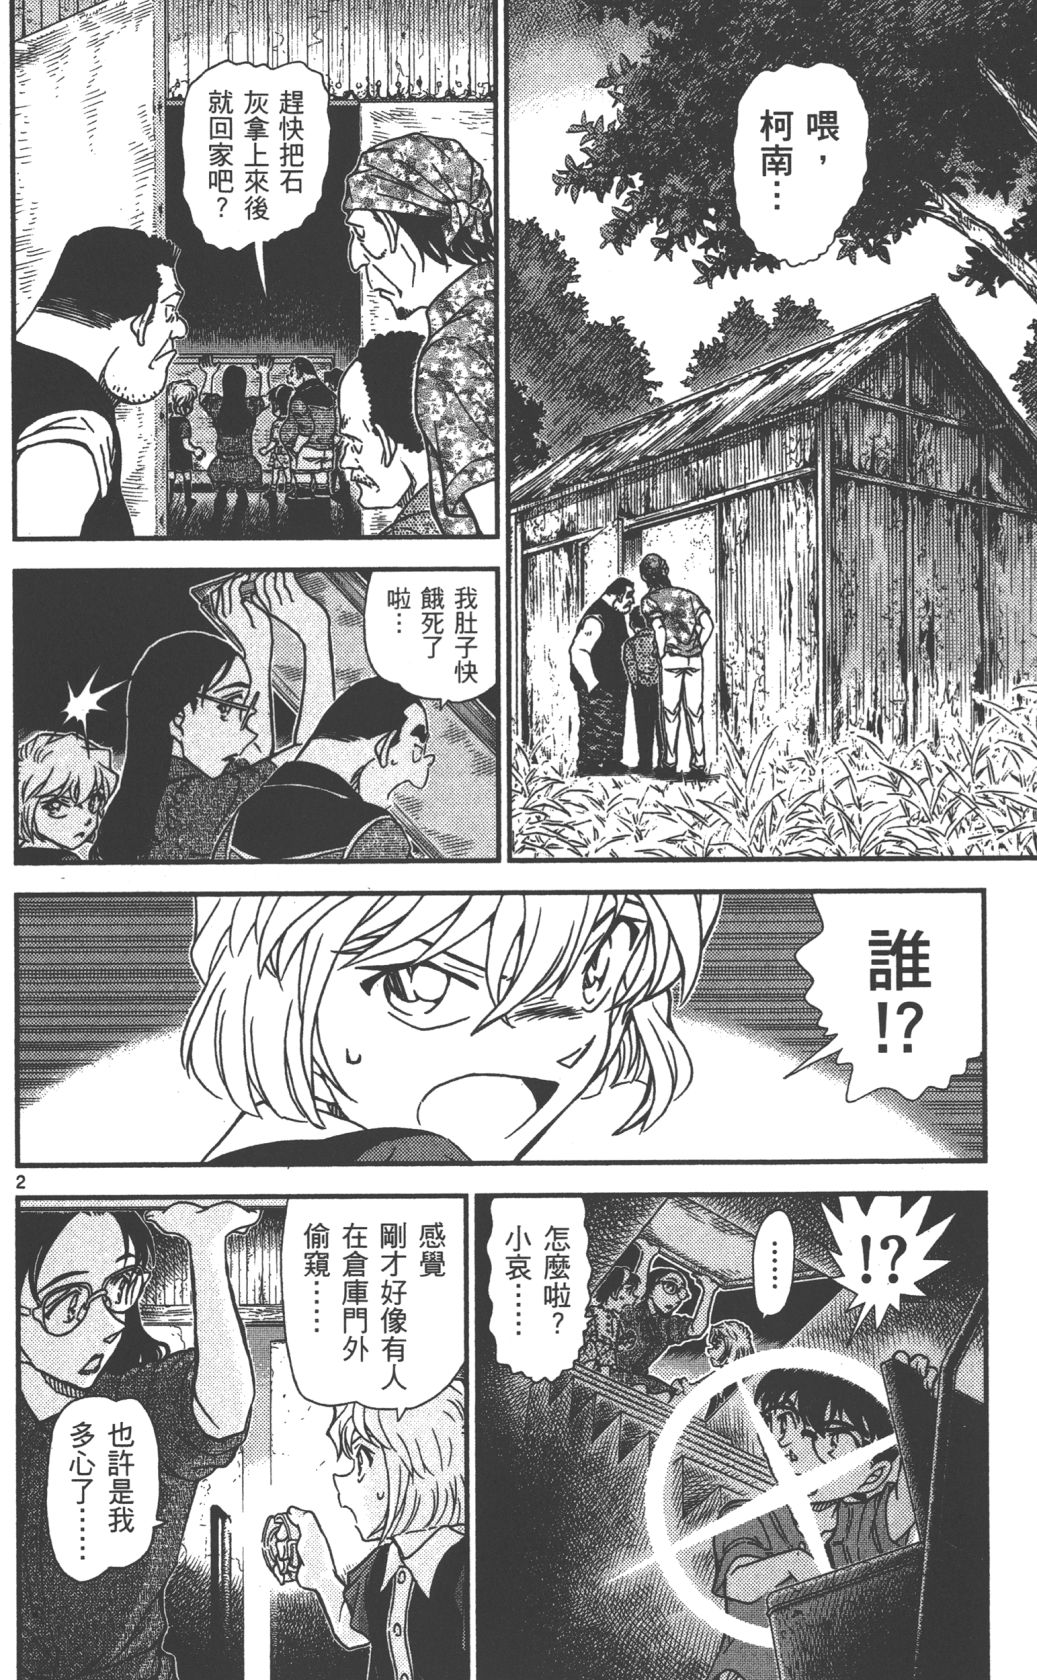 喂，
柯南…
趕快把石
灰拿上來後
就回家吧？
我肚子快
餓死了
啦…
誰!?
2
!?
……
怎麼啦？
小哀……
感覺
剛才好像有人
在倉庫門外
偷窺……
也許是我
多心了……